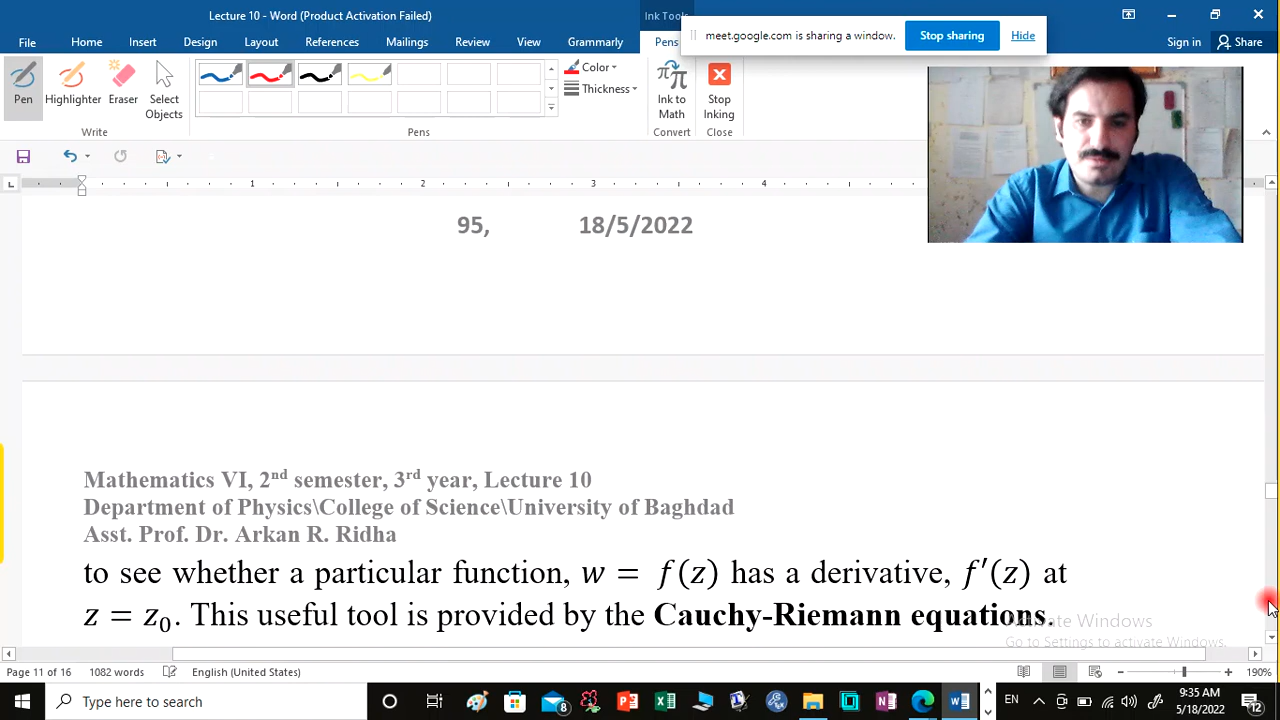 Lecture 10 - Word (Product Activation Failed)
Ink Tools
meet.google.com is sharing a window.
Stop sharing
Hide
File
Home
Insert
Design
Layout
References
Mailings
Review
View
Grammarly
Pens
Sign in
Share
Pen
Highlighter
Eraser
Select Objects
Write
Pens
Color
Thickness
Ink to Math
Convert
Stop Inking
Close
1 2 3 4
95, 18/5/2022
Mathematics VI, 2nd semester, 3rd year, Lecture 10
Department of Physics\College of Science\University of Baghdad
Asst. Prof. Dr. Arkan R. Ridha
to see whether a particular function, w = f(z) has a derivative, f′(z) at
z = z₀. This useful tool is provided by the Cauchy-Riemann equations.
Activate Windows
Go to Settings to activate Windows.
Page 11 of 16
1082 words
English (United States)
190%
Type here to search
EN
9:35 AM
5/18/2022
12